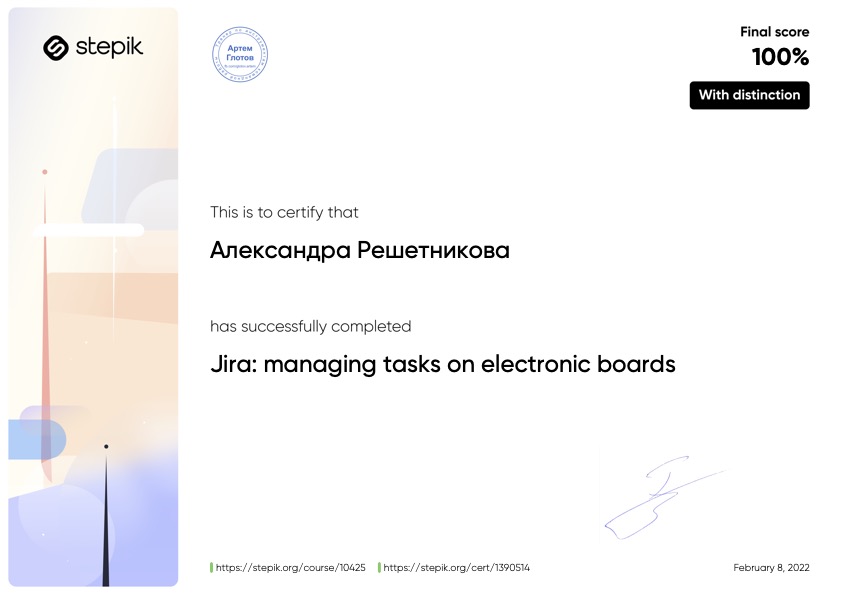 stepik
Артем
Глотов
Final score
100%
With distinction
This is to certify that
Александра Решетникова
has successfully completed
Jira: managing tasks on electronic boards
https://stepik.org/course/10425
https://stepik.org/cert/1390514
February 8, 2022